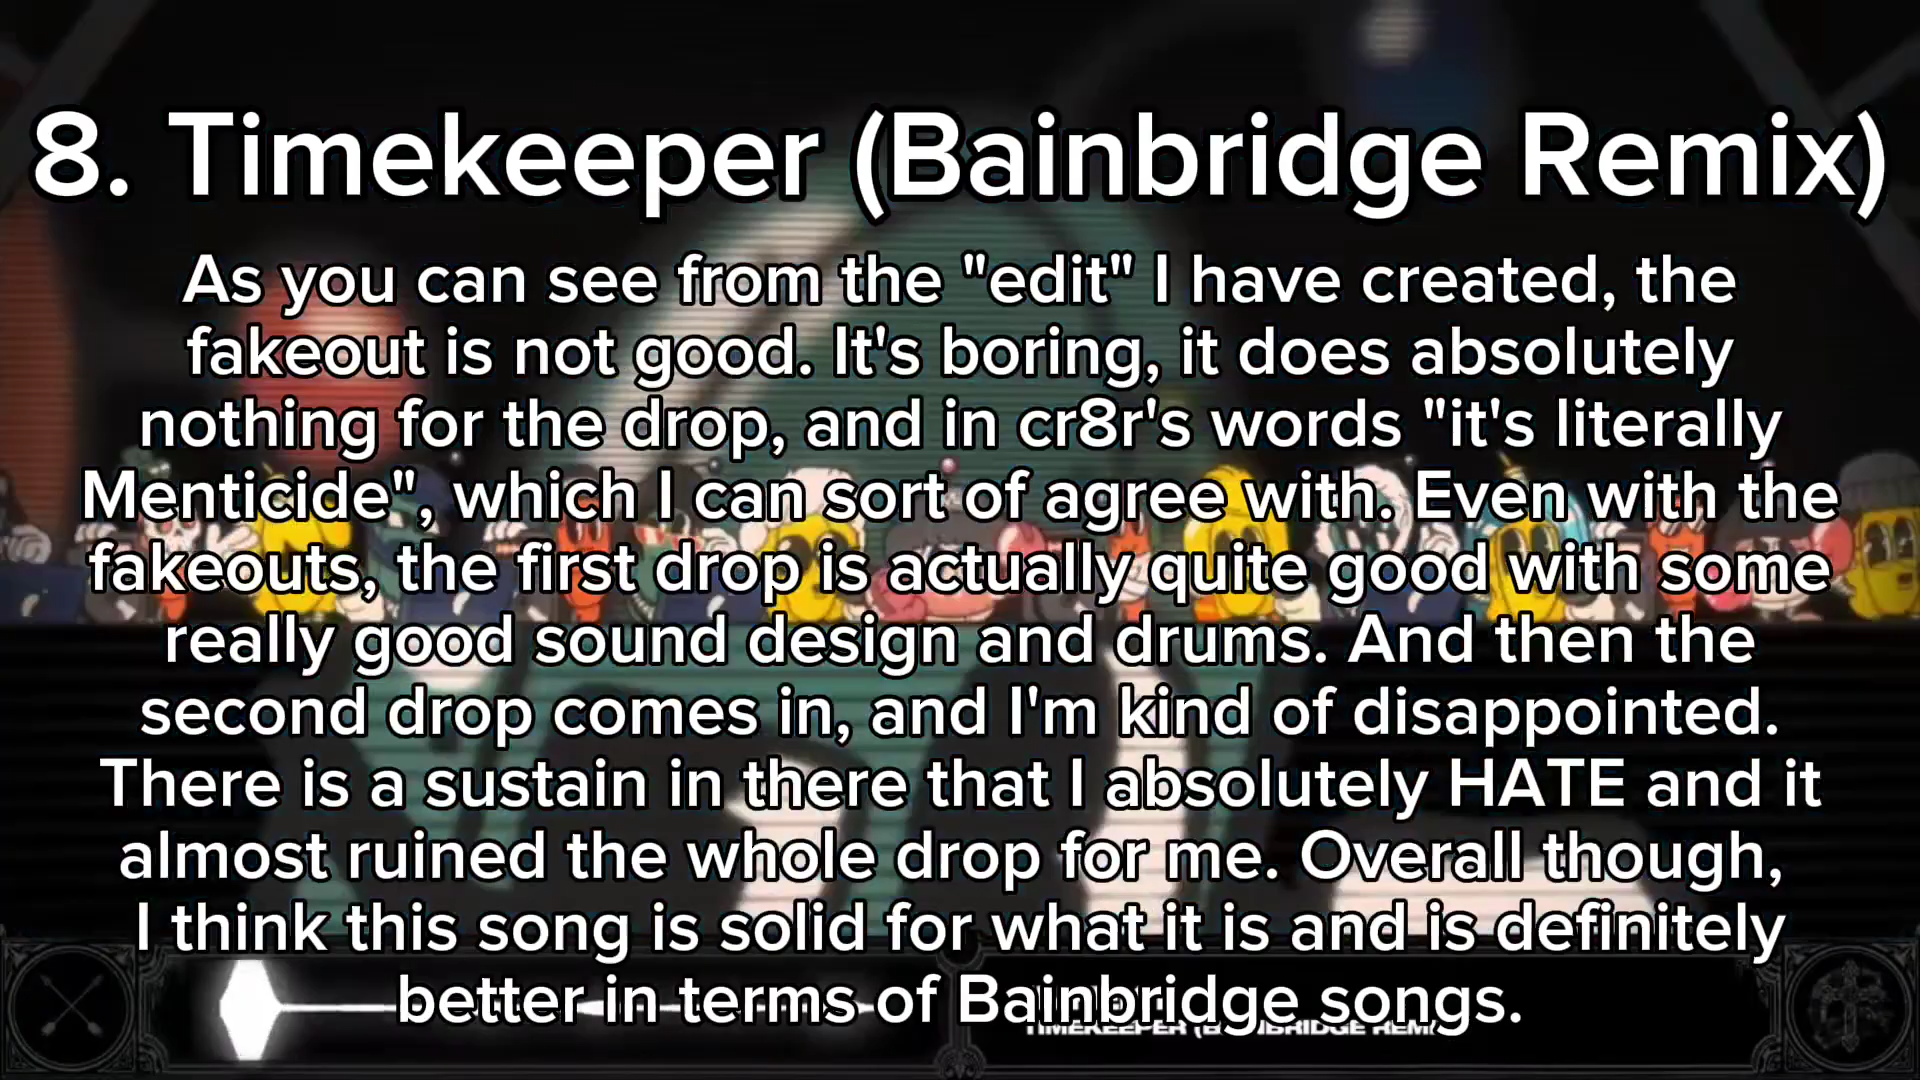 8. Timekeeper (Bainbridge Remix)
As you can see from the "edit" I have created, the
fakeout is not good. It's boring, it does absolutely
nothing for the drop, and in cr8r's words "it's literally
Menticide", which I can sort of agree with. Even with the
fakeouts, the first drop is actually quite good with some
really good sound design and drums. And then the
second drop comes in, and I'm kind of disappointed.
There is a sustain in there that I absolutely HATE and it
almost ruined the whole drop for me. Overall though,
I think this song is solid for what it is and is definitely
better in terms of Bainbridge songs.
TIMEKEEPER